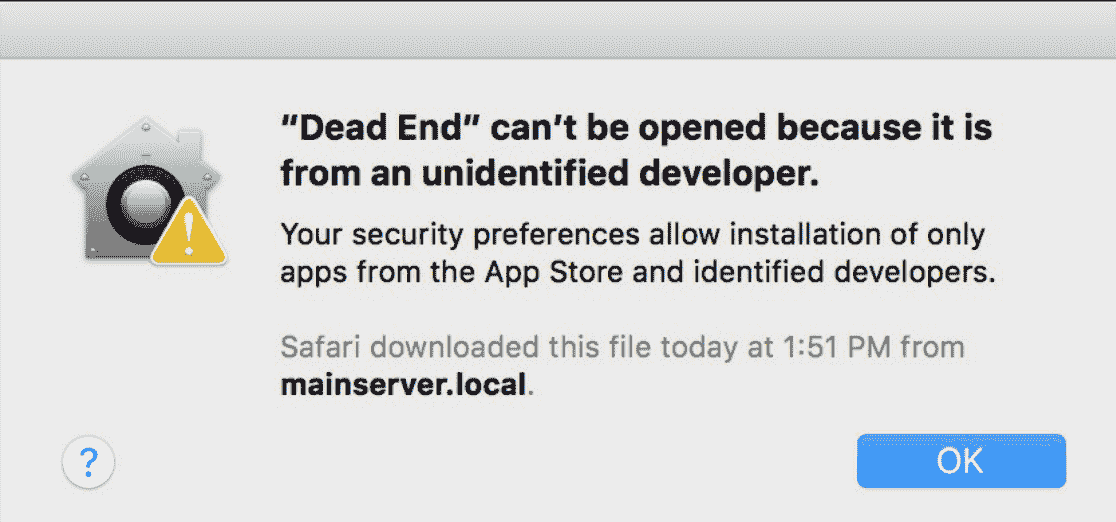 “Dead End” can’t be opened because it is
from an unidentified developer.
Your security preferences allow installation of only
apps from the App Store and identified developers.
Safari downloaded this file today at 1:51 PM from
mainserver.local.
?
OK